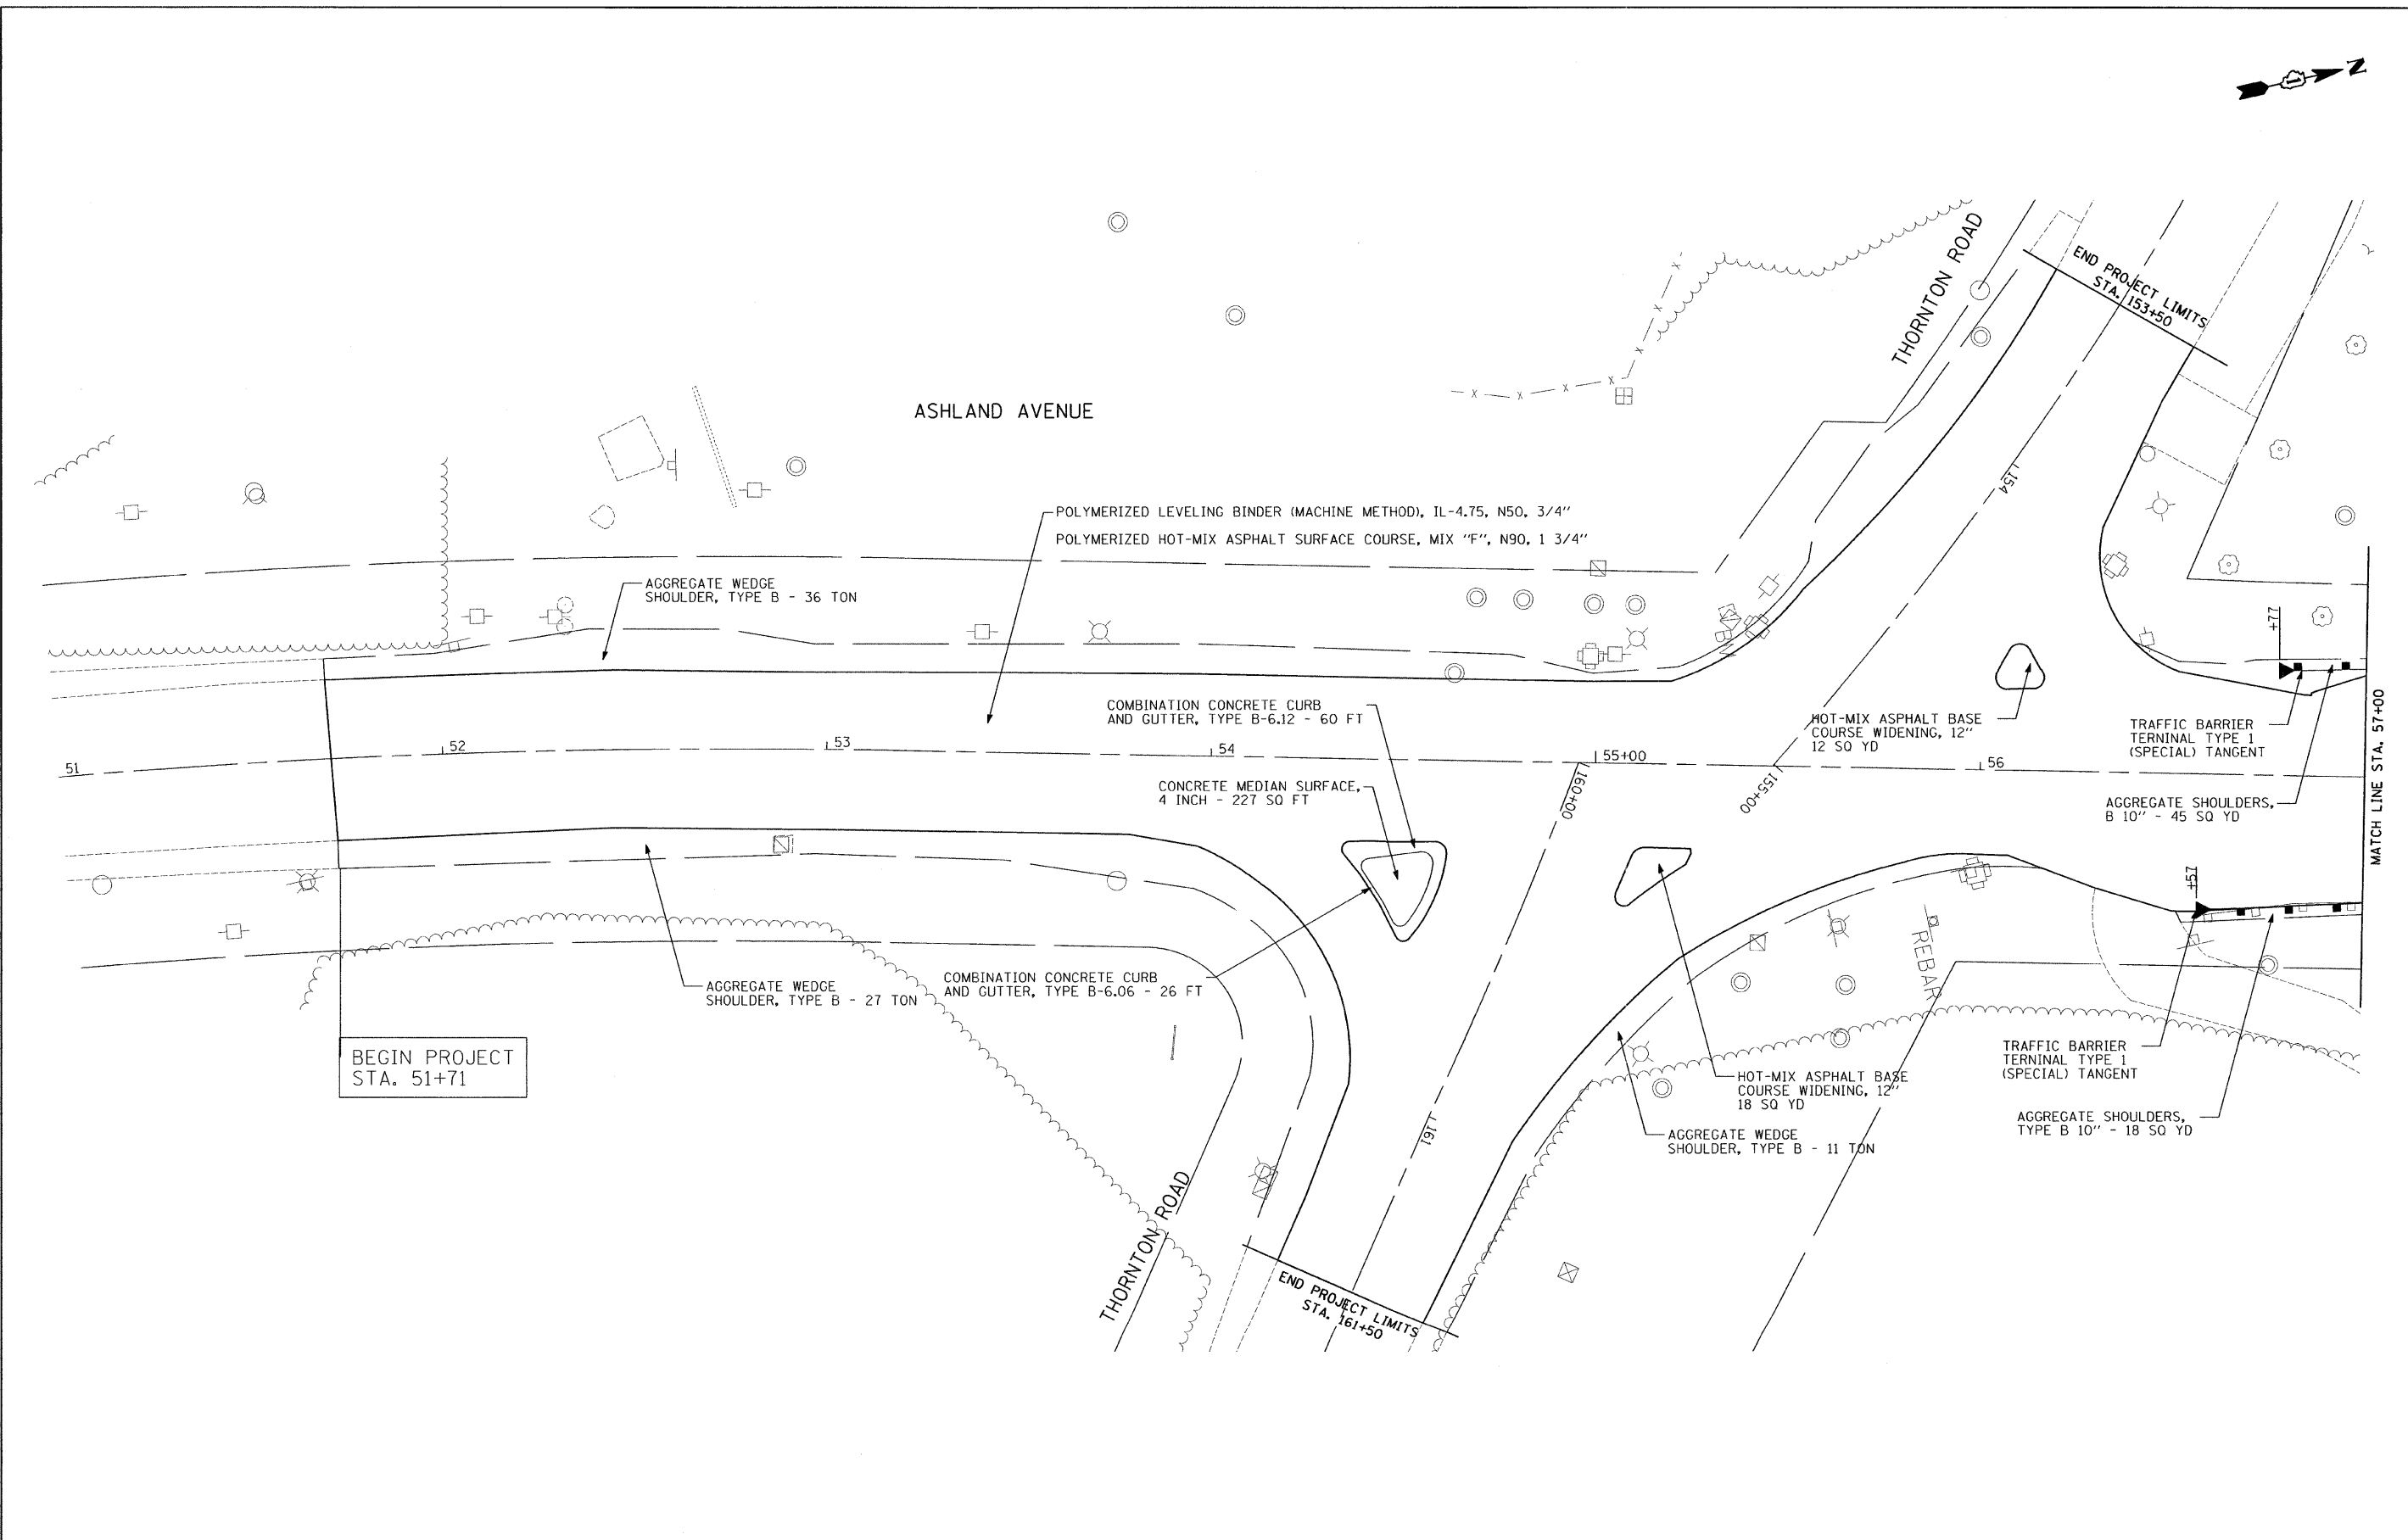 N
THORNTON ROAD
END PROJECT LIMITS
STA. 153+50
ASHLAND AVENUE
154
POLYMERIZED LEVELING BINDER (MACHINE METHOD), IL-4.75, N50, 3/4"
POLYMERIZED HOT-MIX ASPHALT SURFACE COURSE, MIX "F", N90, 1 3/4"
AGGREGATE WEDGE
SHOULDER, TYPE B - 36 TON
+77
COMBINATION CONCRETE CURB
AND GUTTER, TYPE B-6.12 - 60 FT
HOT-MIX ASPHALT BASE
COURSE WIDENING, 12"
12 SQ YD
TRAFFIC BARRIER
TERNINAL TYPE 1
(SPECIAL) TANGENT
MATCH LINE STA. 57+00
51
52
53
54
55+00
56
160+00
155+00
CONCRETE MEDIAN SURFACE,
4 INCH - 227 SQ FT
AGGREGATE SHOULDERS,
B 10" - 45 SQ YD
+57
REBAR
AGGREGATE WEDGE
SHOULDER, TYPE B - 27 TON
COMBINATION CONCRETE CURB
AND GUTTER, TYPE B-6.06 - 26 FT
BEGIN PROJECT
STA. 51+71
TRAFFIC BARRIER
TERNINAL TYPE 1
(SPECIAL) TANGENT
HOT-MIX ASPHALT BASE
COURSE WIDENING, 12"
18 SQ YD
AGGREGATE SHOULDERS,
TYPE B 10" - 18 SQ YD
161
AGGREGATE WEDGE
SHOULDER, TYPE B - 11 TON
THORNTON ROAD
END PROJECT LIMITS
STA. 161+50